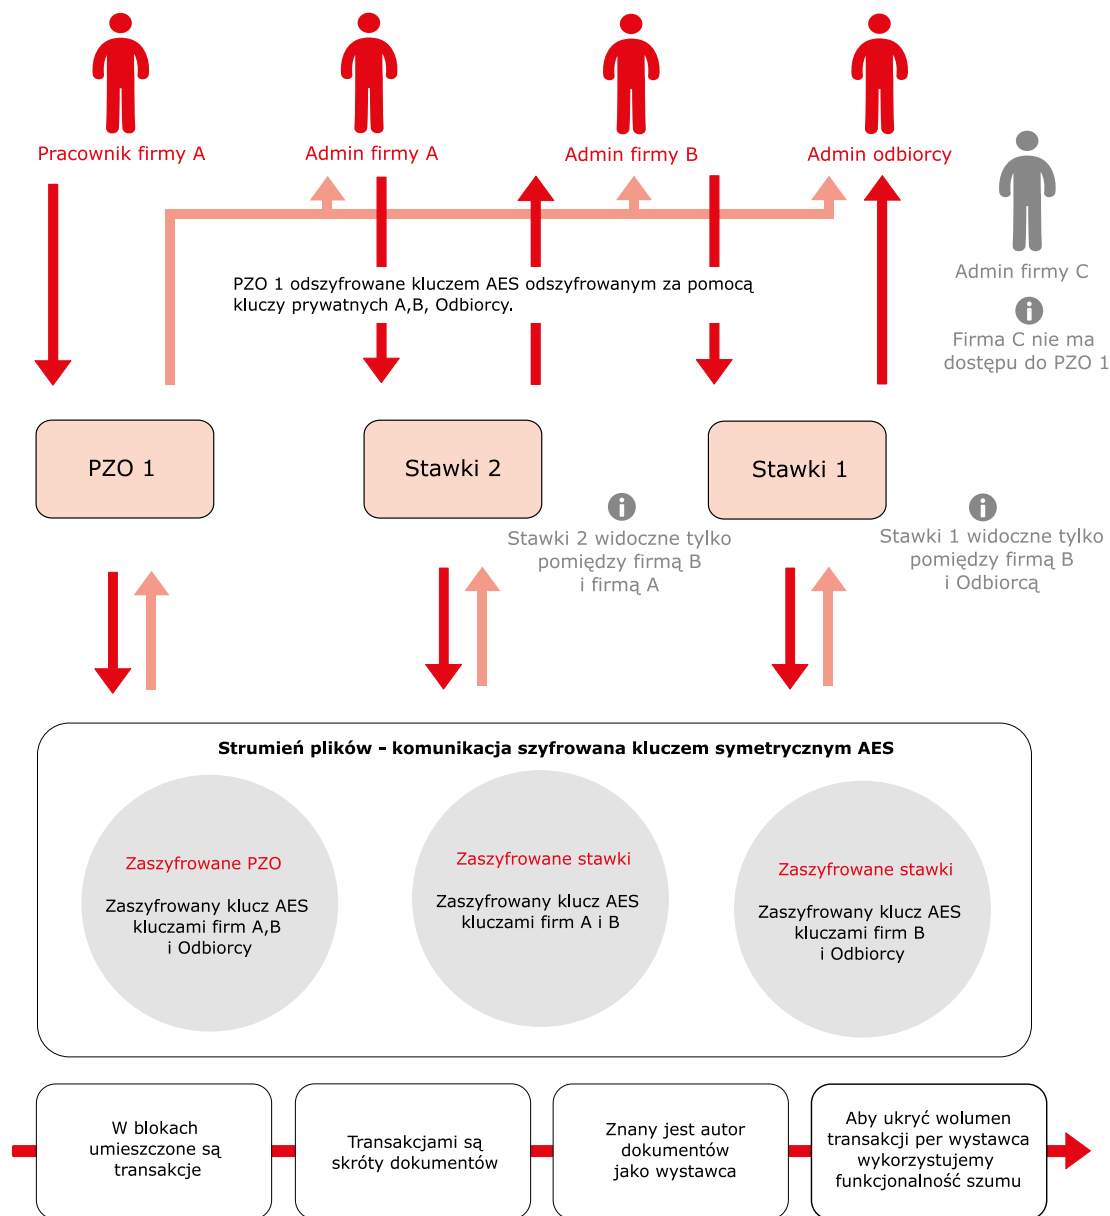 Pracownik firmy A
Admin firmy A
Admin firmy B
Admin odbiorcy
Admin firmy C
Firma C nie ma
dostępu do PZO 1
PZO 1 odszyfrowane kluczem AES odszyfrowanym za pomocą
kluczy prywatnych A,B, Odbiorcy.
PZO 1
Stawki 2
Stawki 1
Stawki 2 widoczne tylko
pomiędzy firmą B
i firmą A
Stawki 1 widoczne tylko
pomiędzy firmą B
i Odbiorcą
Strumień plików - komunikacja szyfrowana kluczem symetrycznym AES
Zaszyfrowane PZO
Zaszyfrowany klucz AES
kluczami firm A,B
i Odbiorcy
Zaszyfrowane stawki
Zaszyfrowany klucz AES
kluczami firm A i B
Zaszyfrowane stawki
Zaszyfrowany klucz AES
kluczami firm B
i Odbiorcy
W blokach
umieszczone są
transakcje
Transakcjami są
skróty dokumentów
Znany jest autor
dokumentów
jako wystawca
Aby ukryć wolumen
transakcji per wystawca
wykorzystujemy
funkcjonalność szumu